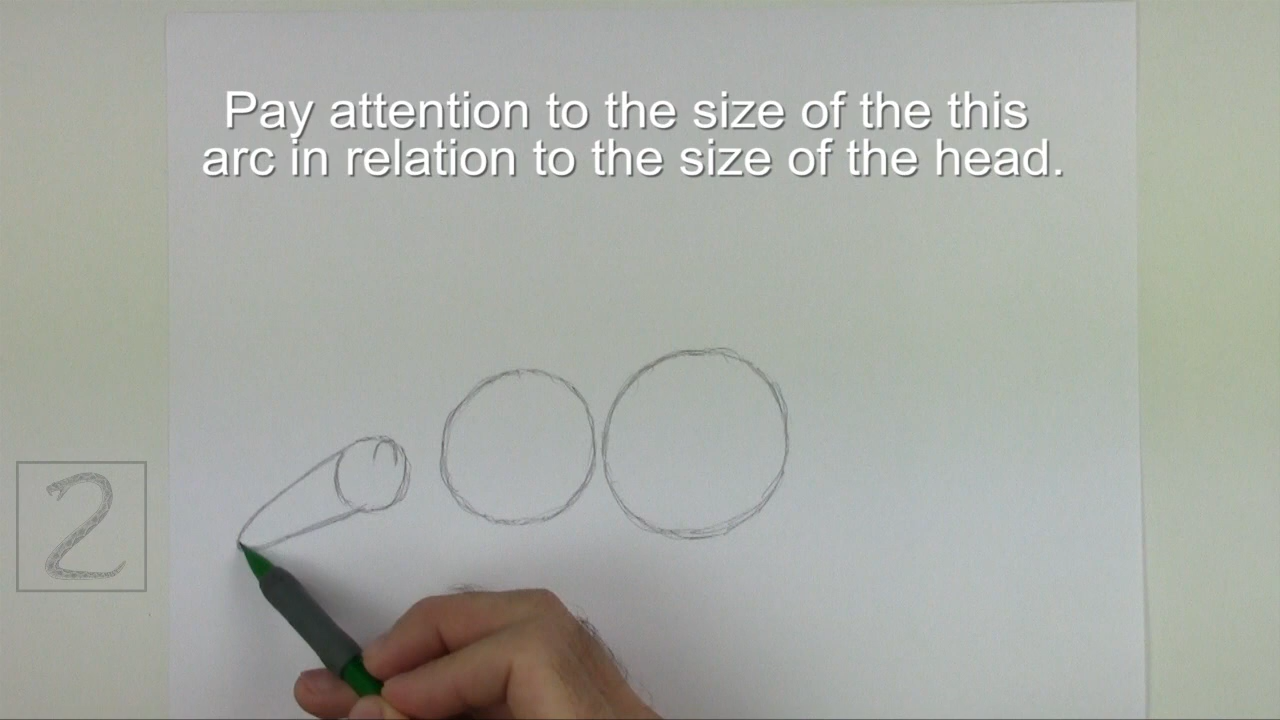 Pay attention to the size of the this
arc in relation to the size of the head.
2